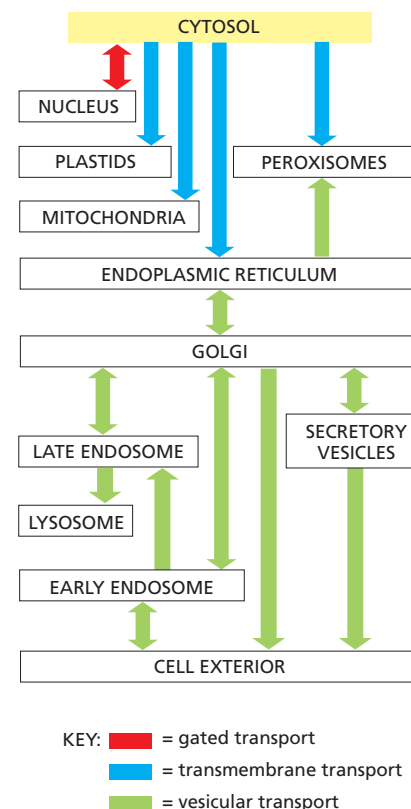 CYTOSOL
NUCLEUS
PLASTIDS
PEROXISOMES
MITOCHONDRIA
ENDOPLASMIC RETICULUM
GOLGI
LATE ENDOSOME
SECRETORY
VESICLES
LYSOSOME
EARLY ENDOSOME
CELL EXTERIOR
KEY: = gated transport
= transmembrane transport
= vesicular transport